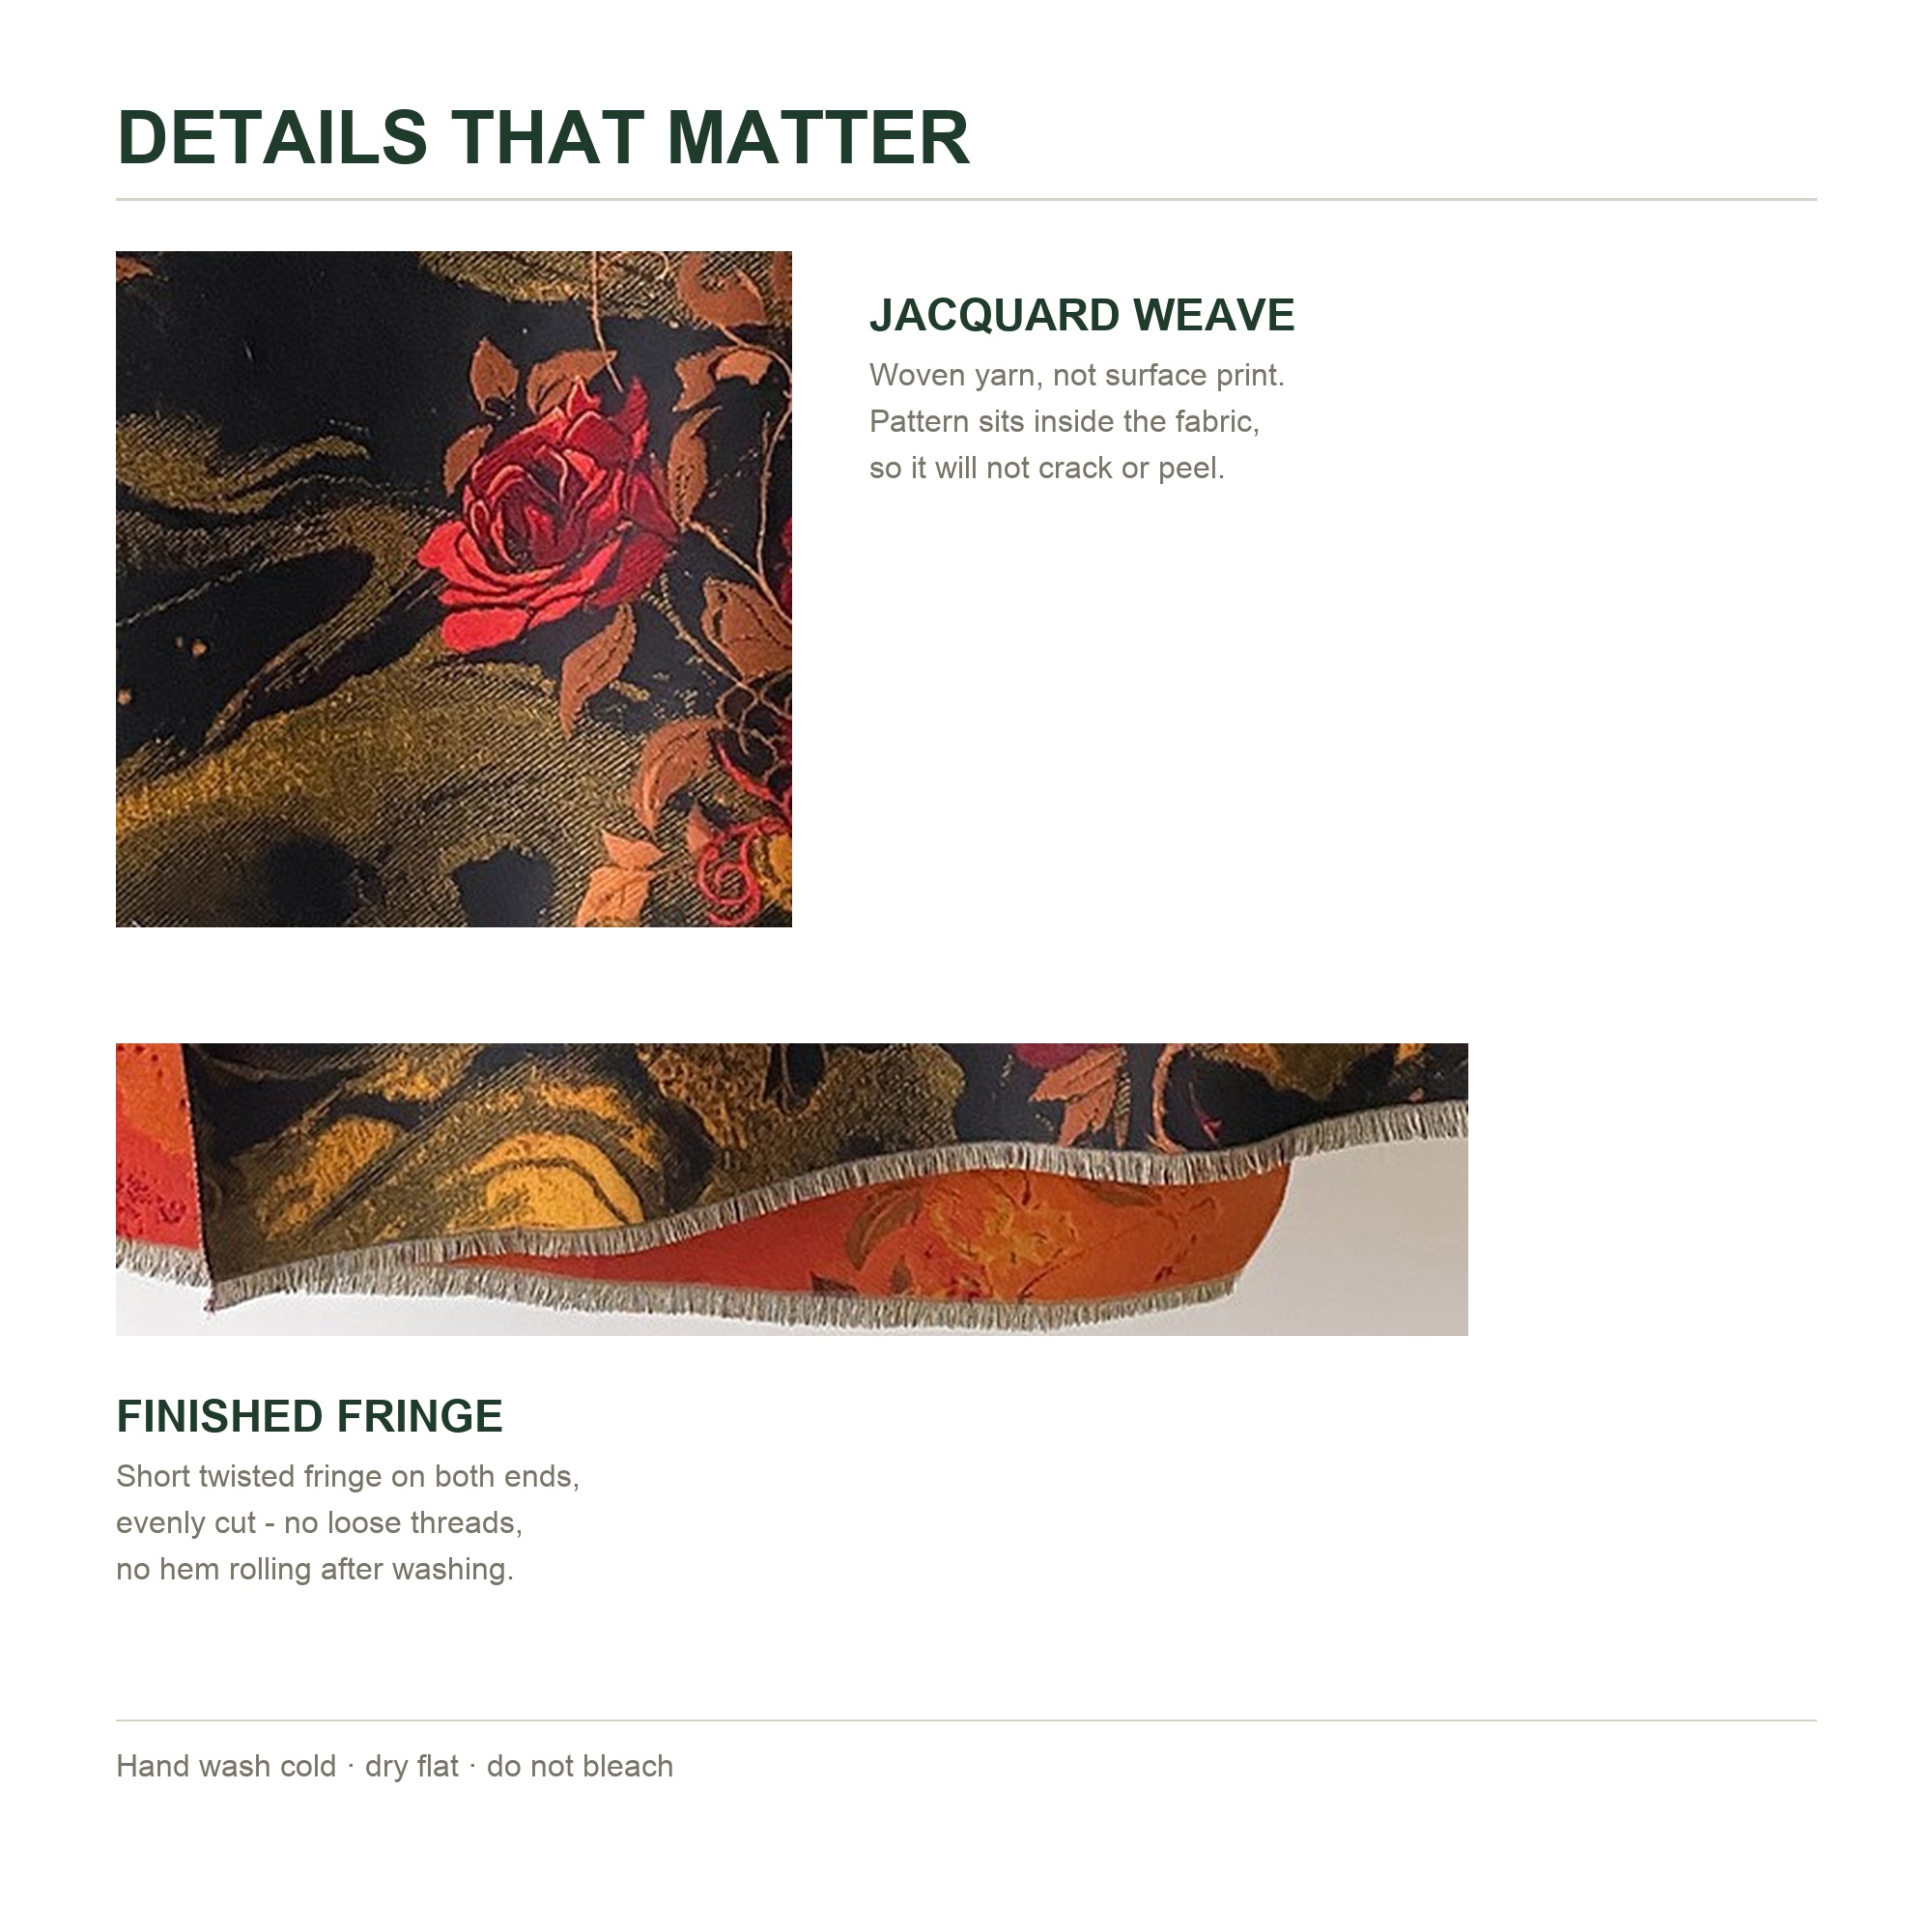 DETAILS THAT MATTER
JACQUARD WEAVE
Woven yarn, not surface print.
Pattern sits inside the fabric,
so it will not crack or peel.
FINISHED FRINGE
Short twisted fringe on both ends,
evenly cut - no loose threads,
no hem rolling after washing.
Hand wash cold · dry flat · do not bleach